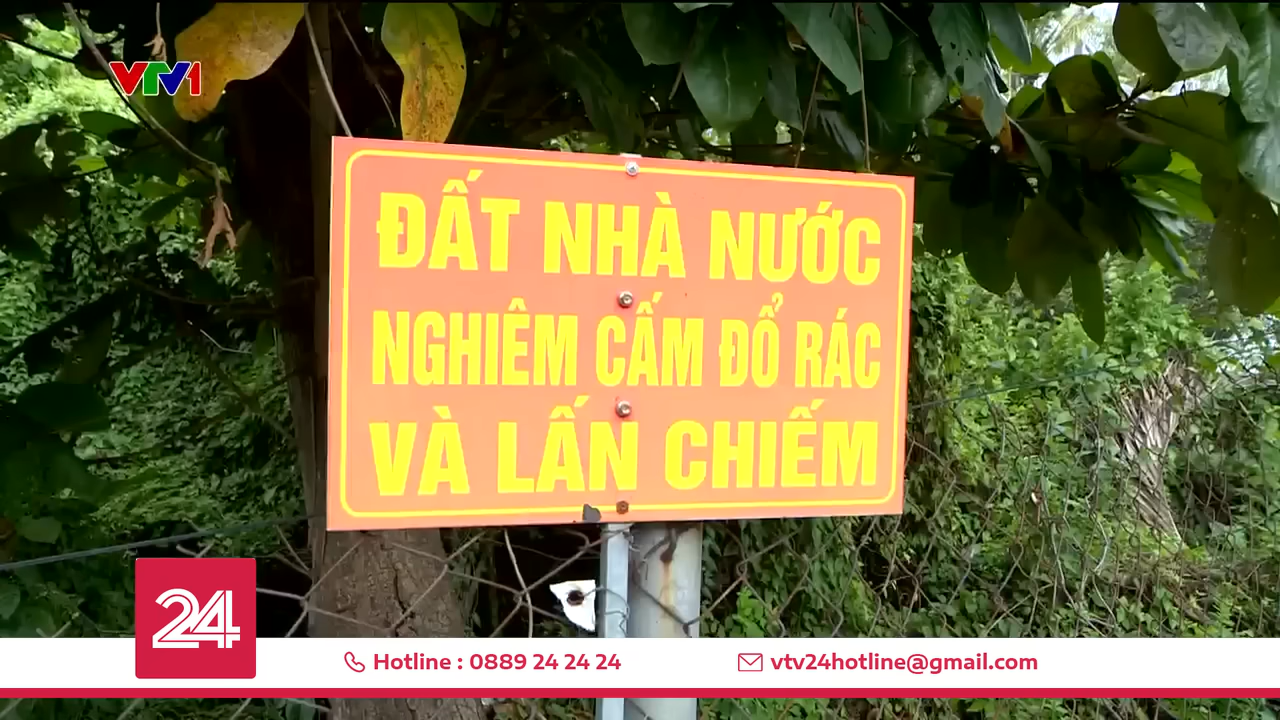 VTV1
ĐẤT NHÀ NƯỚC
NGHIÊM CẤM ĐỔ RÁC
VÀ LẤN CHIẾM
24
Hotline : 0889 24 24 24
vtv24hotline@gmail.com